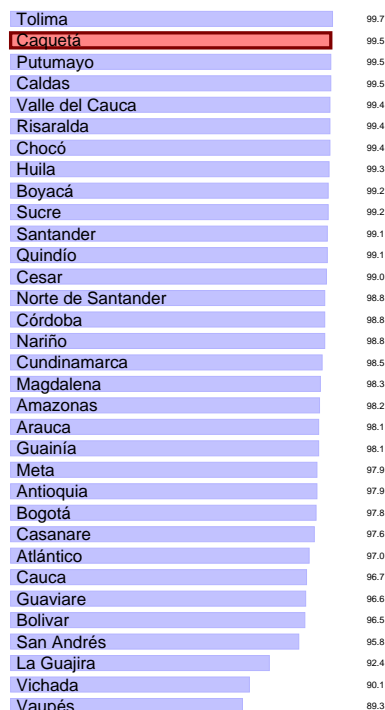 Tolima 99.7
Caquetá 99.5
Putumayo 99.5
Caldas 99.5
Valle del Cauca 99.4
Risaralda 99.4
Chocó 99.4
Huila 99.3
Boyacá 99.2
Sucre 99.2
Santander 99.1
Quindío 99.1
Cesar 99.0
Norte de Santander 98.8
Córdoba 98.8
Nariño 98.8
Cundinamarca 98.5
Magdalena 98.3
Amazonas 98.2
Arauca 98.1
Guainía 98.1
Meta 97.9
Antioquia 97.9
Bogotá 97.8
Casanare 97.6
Atlántico 97.0
Cauca 96.7
Guaviare 96.6
Bolivar 96.5
San Andrés 95.8
La Guajira 92.4
Vichada 90.1
Vaupés 89.3